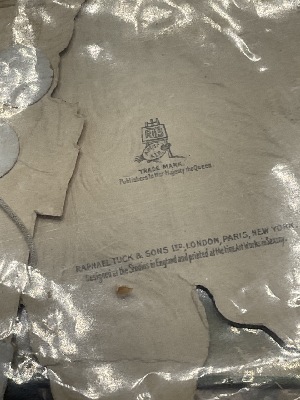 TRADE MARK
Publishers to Her Majesty the Queen.
RAPHAEL TUCK & SONS LTD. LONDON, PARIS, NEW YORK
Designed at the Studios in England and printed at the Fine Art Works in Saxony.